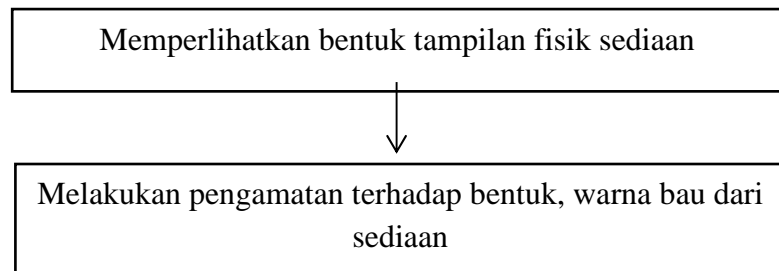 Memperlihatkan bentuk tampilan fisik sediaan
Melakukan pengamatan terhadap bentuk, warna bau dari
sediaan